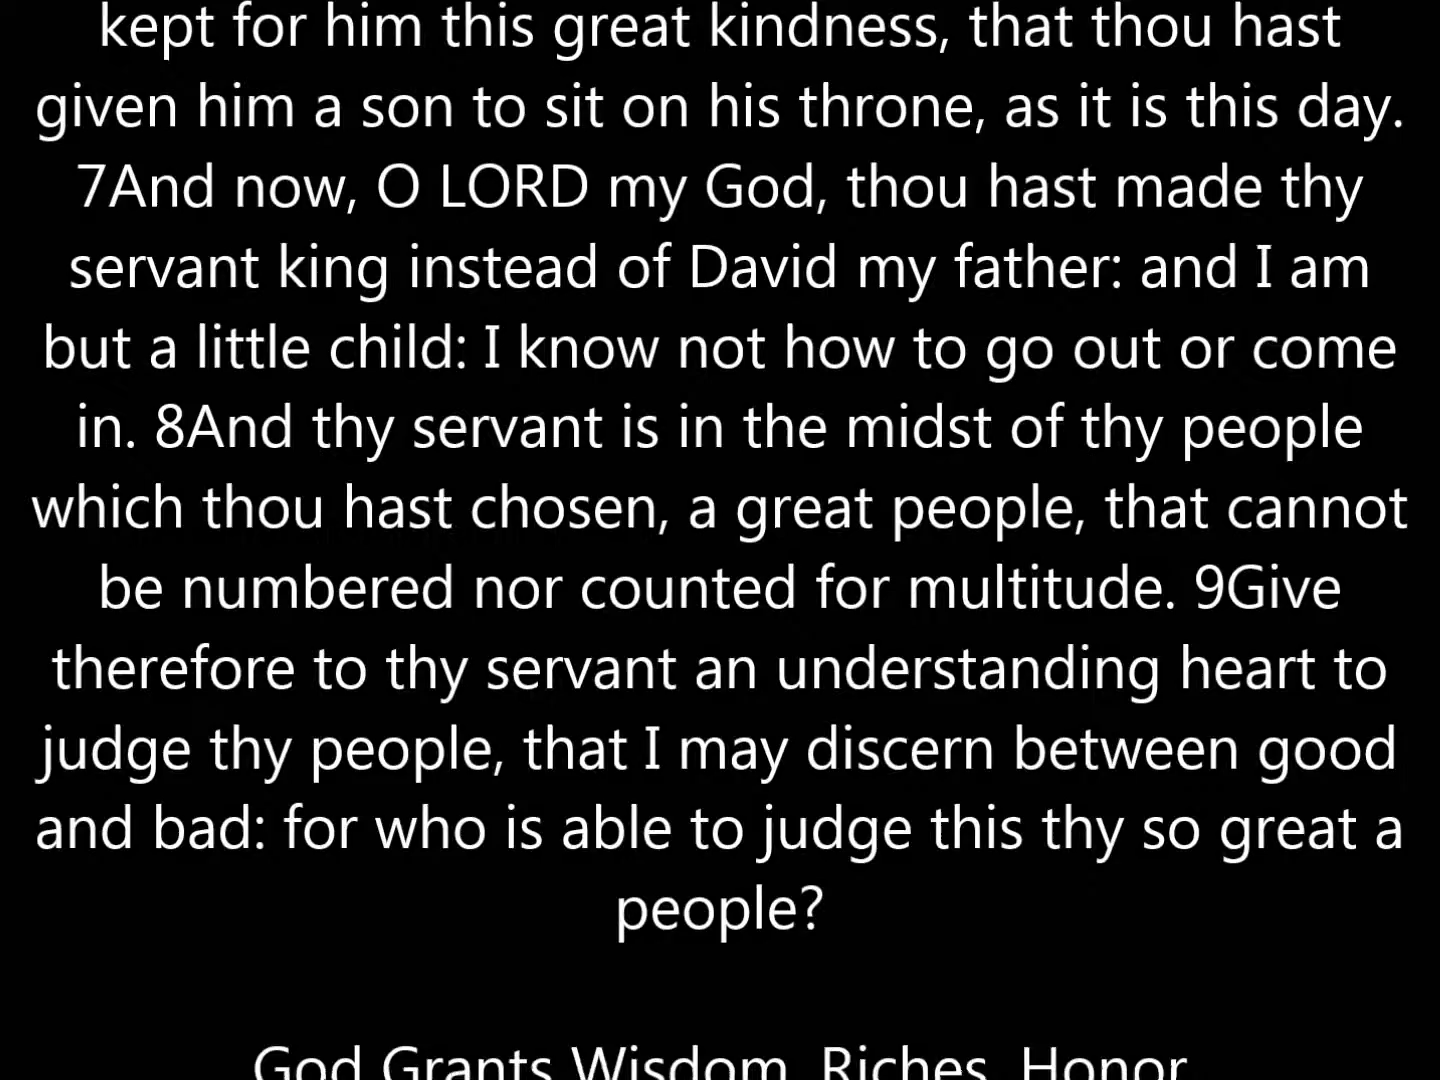 kept for him this great kindness, that thou hast
given him a son to sit on his throne, as it is this day.
7And now, O LORD my God, thou hast made thy
servant king instead of David my father: and I am
but a little child: I know not how to go out or come
in. 8And thy servant is in the midst of thy people
which thou hast chosen, a great people, that cannot
be numbered nor counted for multitude. 9Give
therefore to thy servant an understanding heart to
judge thy people, that I may discern between good
and bad: for who is able to judge this thy so great a
people?
God Grants Wisdom, Riches, Honor